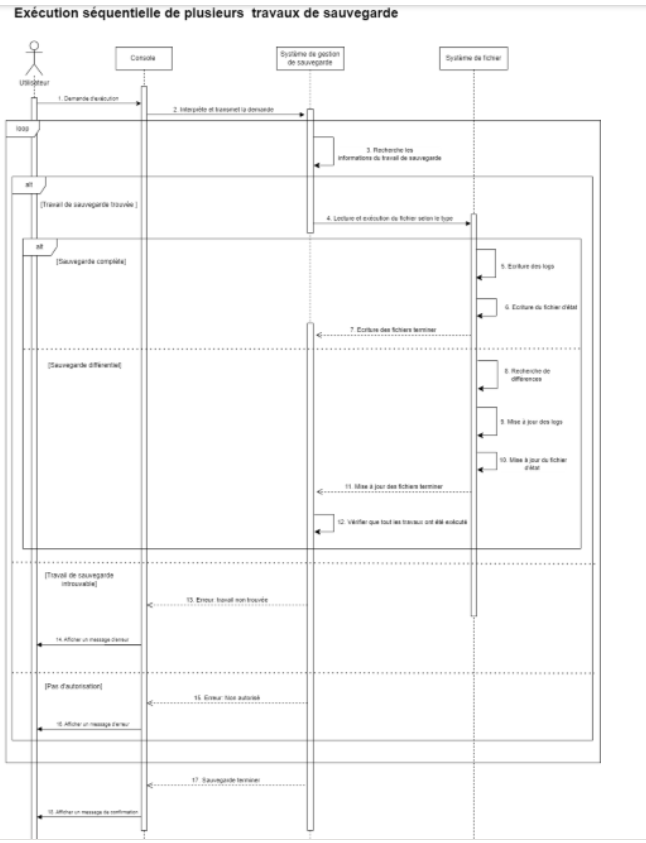 Exécution séquentielle de plusieurs travaux de sauvegarde
Utilisateur
Console
Système de gestion
de sauvegarde
Système de fichier
1. Demande d'exécution
2. Interprète et transmet la demande
loop
3. Recherche les
informations du travail de sauvegarde
alt
[Travail de sauvegarde trouvée ]
4. Lecture et exécution du fichier selon le type
alt
[Sauvegarde complète]
5. Ecriture des logs
6. Ecriture du fichier d'état
7. Ecriture des fichiers terminer
[Sauvegarde différentiel]
8. Recherche de
différences
9. Mise à jour des logs
10. Mise à jour du fichier
d'état
11. Mise à jour des fichiers terminer
12. Vérifier que tout les travaux ont été exécuté
[Travail de sauvegarde
introuvable]
13. Erreur: travail non trouvée
14. Afficher un message d'erreur
[Pas d'autorisation]
15. Erreur: Non autorisé
16. Afficher un message d'erreur
17. Sauvegarde terminer
18. Afficher un message de confirmation